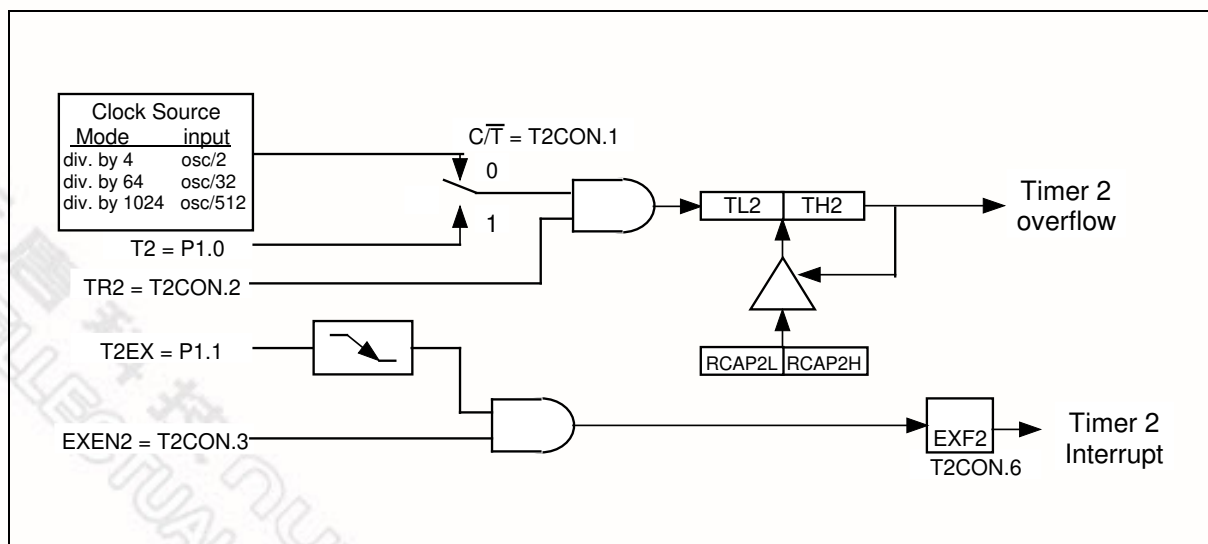 Clock Source
Mode input
div. by 4 osc/2
div. by 64 osc/32
div. by 1024 osc/512
C/T̅ = T2CON.1
0
1
T2 = P1.0
TR2 = T2CON.2
TL2 TH2
Timer 2
overflow
T2EX = P1.1
RCAP2L RCAP2H
EXEN2 = T2CON.3
EXF2
T2CON.6
Timer 2
Interrupt